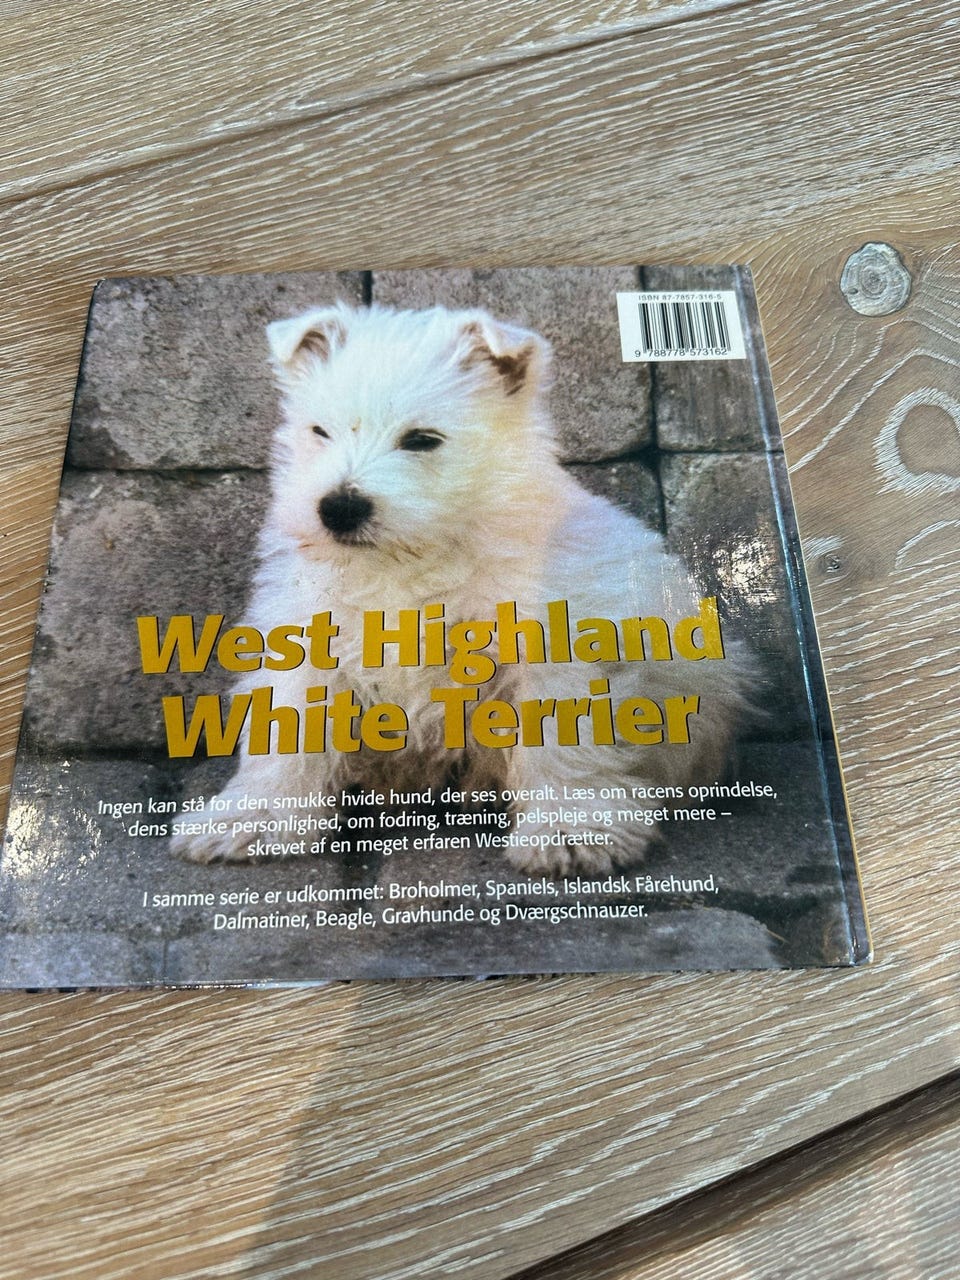 ISBN 87-7857-316-5
9 788778 573162
West Highland
White Terrier
Ingen kan stå for den smukke hvide hund, der ses overalt. Læs om racens oprindelse,
dens stærke personlighed, om fodring, træning, pelspleje og meget mere –
skrevet af en meget erfaren Westieopdrætter.
I samme serie er udkommet: Broholmer, Spaniels, Islandsk Fårehund,
Dalmatiner, Beagle, Gravhunde og Dværgschnauzer.